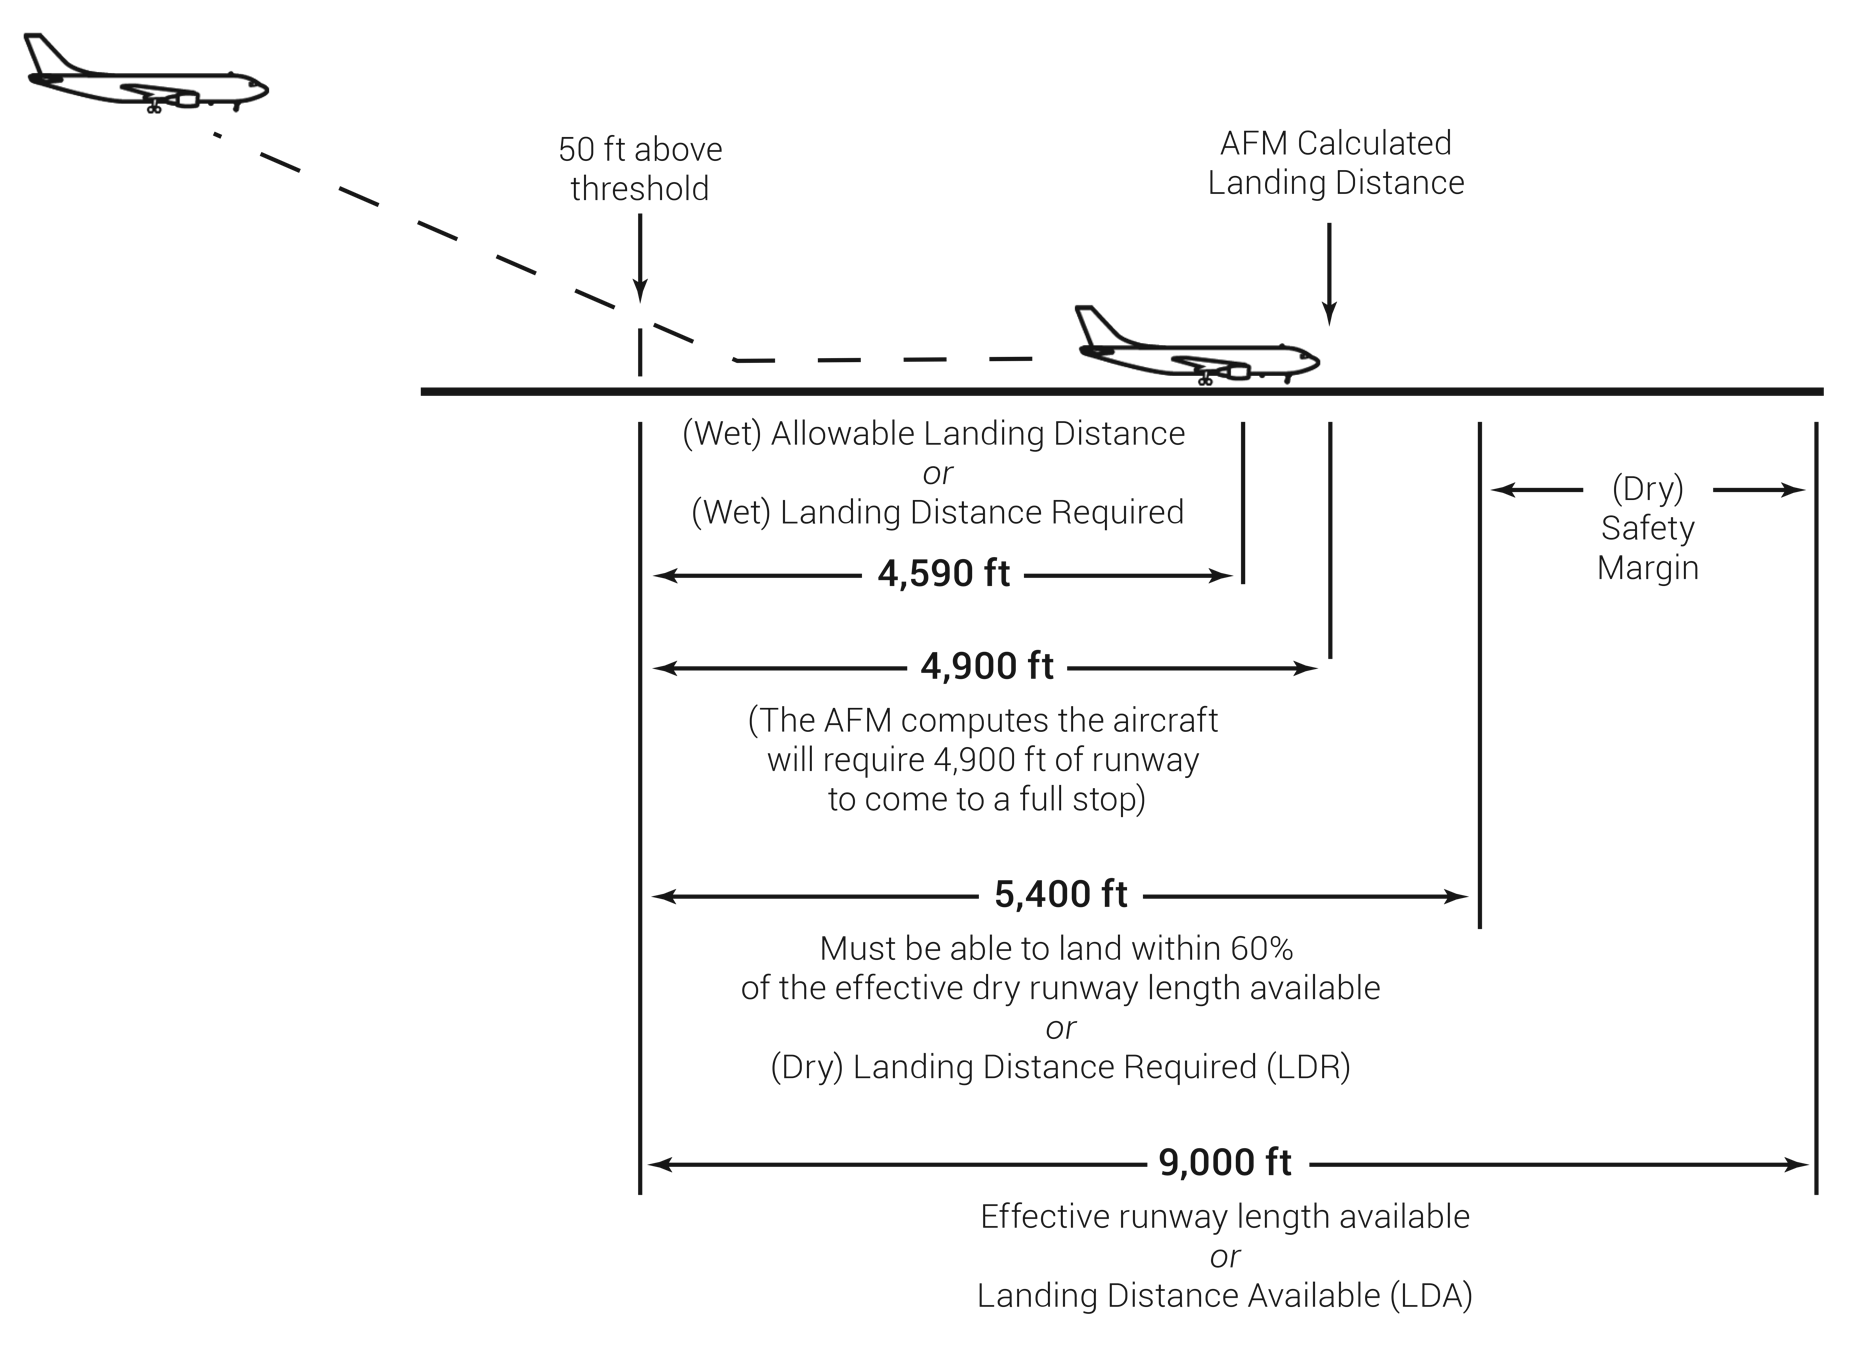 50 ft above
threshold
AFM Calculated
Landing Distance
(Wet) Allowable Landing Distance
or
(Wet) Landing Distance Required
4,590 ft
(Dry)
Safety
Margin
4,900 ft
(The AFM computes the aircraft
will require 4,900 ft of runway
to come to a full stop)
5,400 ft
Must be able to land within 60%
of the effective dry runway length available
or
(Dry) Landing Distance Required (LDR)
9,000 ft
Effective runway length available
or
Landing Distance Available (LDA)